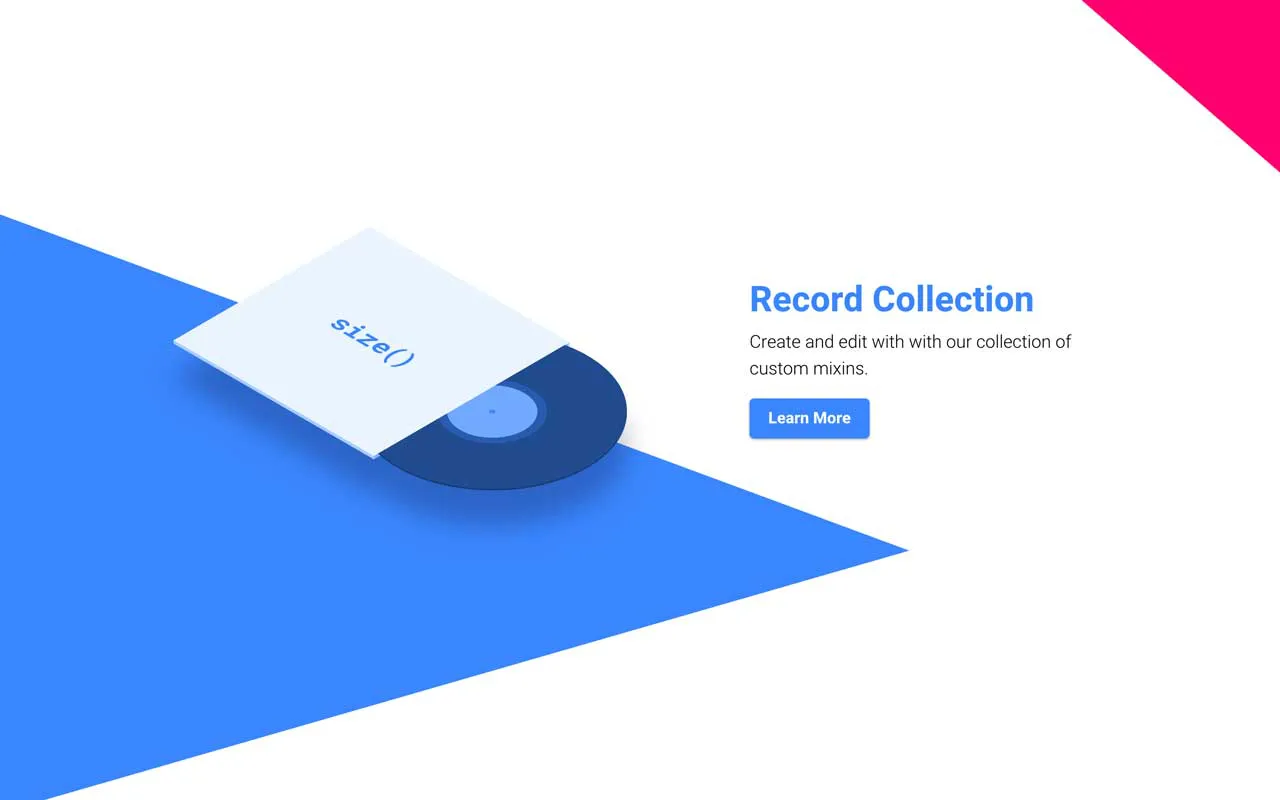 size()
Record Collection
Create and edit with with our collection of
custom mixins.
Learn More